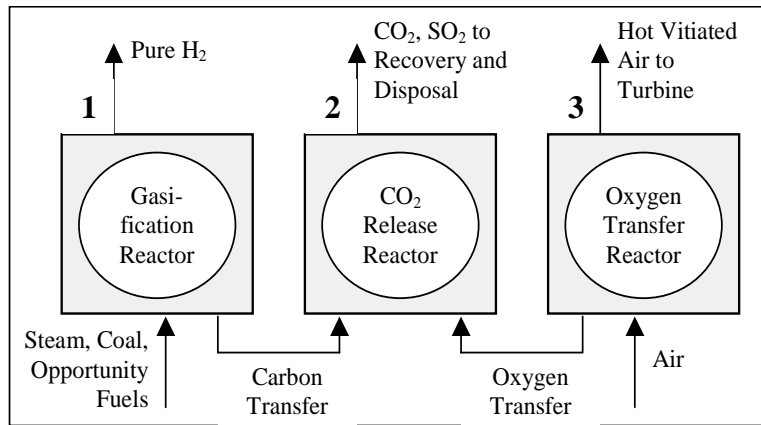 Pure H₂
CO₂, SO₂ to
Recovery and
Disposal
Hot Vitiated
Air to
Turbine
1
2
3
Gasi-
fication
Reactor
CO₂
Release
Reactor
Oxygen
Transfer
Reactor
Steam, Coal,
Opportunity
Fuels
Carbon
Transfer
Oxygen
Transfer
Air